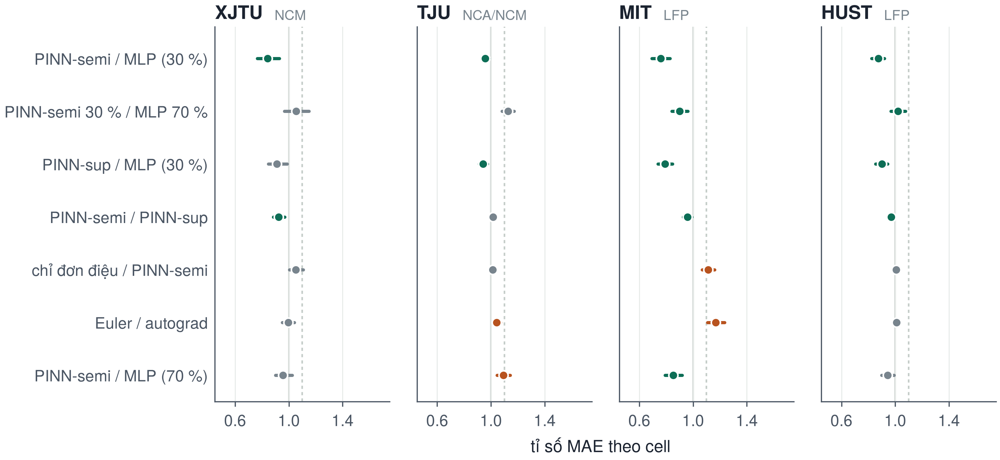 XJTU NCM
TJU NCA/NCM
MIT LFP
HUST LFP
PINN-semi / MLP (30 %)
PINN-semi 30 % / MLP 70 %
PINN-sup / MLP (30 %)
PINN-semi / PINN-sup
chỉ đơn điệu / PINN-semi
Euler / autograd
PINN-semi / MLP (70 %)
0.6 1.0 1.4
0.6 1.0 1.4
0.6 1.0 1.4
0.6 1.0 1.4
tỉ số MAE theo cell